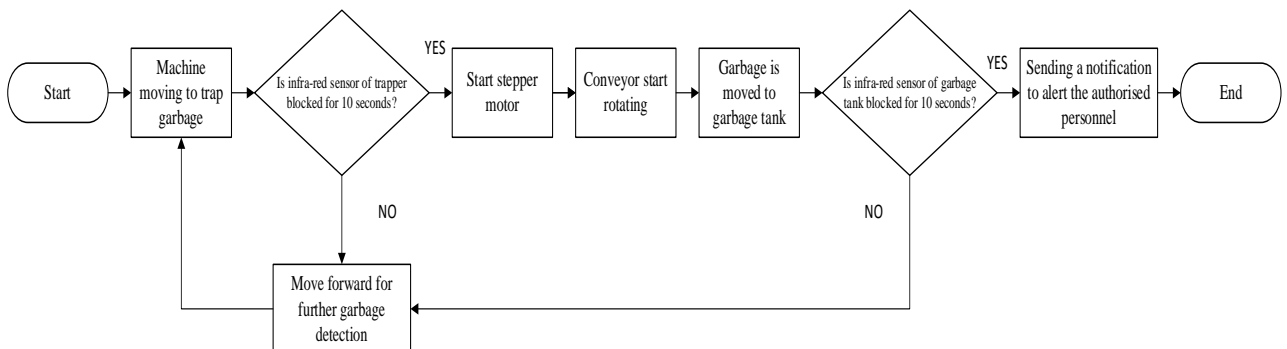 Start
Machine
moving to trap
garbage
Is infra-red sensor of trapper
blocked for 10 seconds?
YES
Start stepper
motor
Conveyor start
rotating
Garbage is
moved to
garbage tank
Is infra-red sensor of garbage
tank blocked for 10 seconds?
YES
Sending a notification
to alert the authorised
personnel
End
NO
NO
Move forward for
further garbage
detection